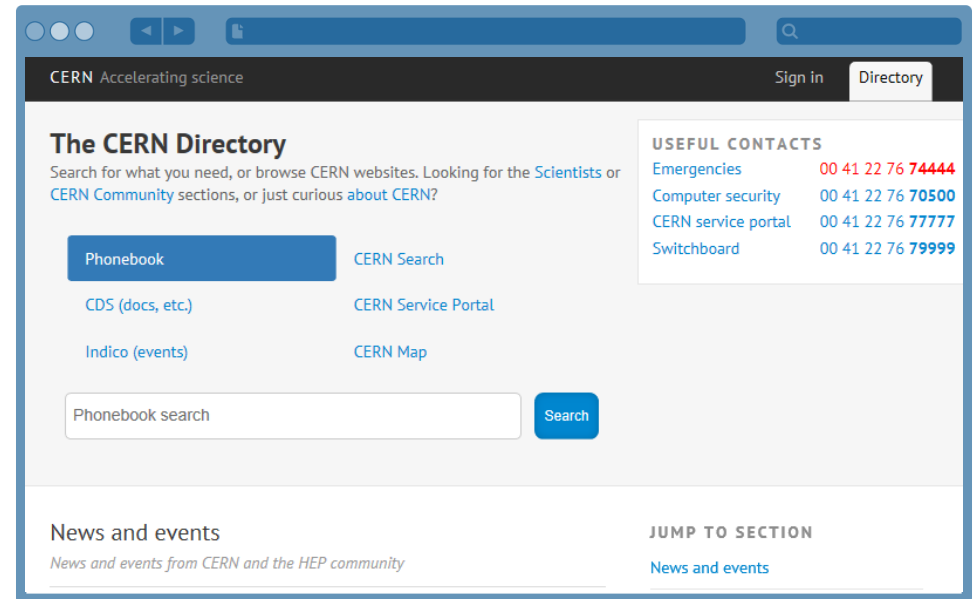 CERN Accelerating science
Sign in
Directory
The CERN Directory
Search for what you need, or browse CERN websites. Looking for the Scientists or
CERN Community sections, or just curious about CERN?
Phonebook
CERN Search
CDS (docs, etc.)
CERN Service Portal
Indico (events)
CERN Map
Phonebook search
Search
USEFUL CONTACTS
Emergencies 00 41 22 76 74444
Computer security 00 41 22 76 70500
CERN service portal 00 41 22 76 77777
Switchboard 00 41 22 76 79999
News and events
News and events from CERN and the HEP community
JUMP TO SECTION
News and events